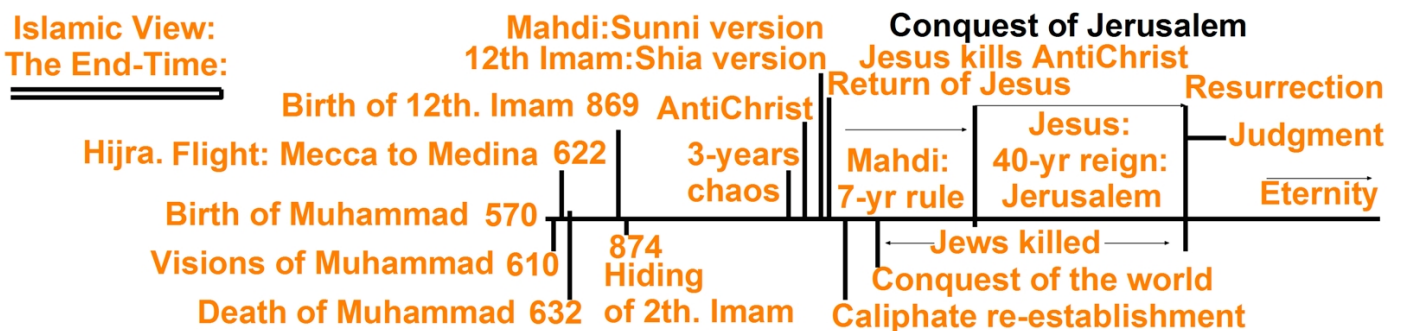 Islamic View:
The End-Time:
Mahdi:Sunni version
12th Imam:Shia version
Conquest of Jerusalem
Jesus kills AntiChrist
Return of Jesus
Resurrection
Birth of 12th. Imam 869
AntiChrist
Jesus:
40-yr reign:
Jerusalem
Judgment
Hijra. Flight: Mecca to Medina 622
3-years
chaos
Mahdi:
7-yr rule
Eternity
Birth of Muhammad 570
Visions of Muhammad 610
874
Hiding
of 2th. Imam
Jews killed
Conquest of the world
Death of Muhammad 632
Caliphate re-establishment